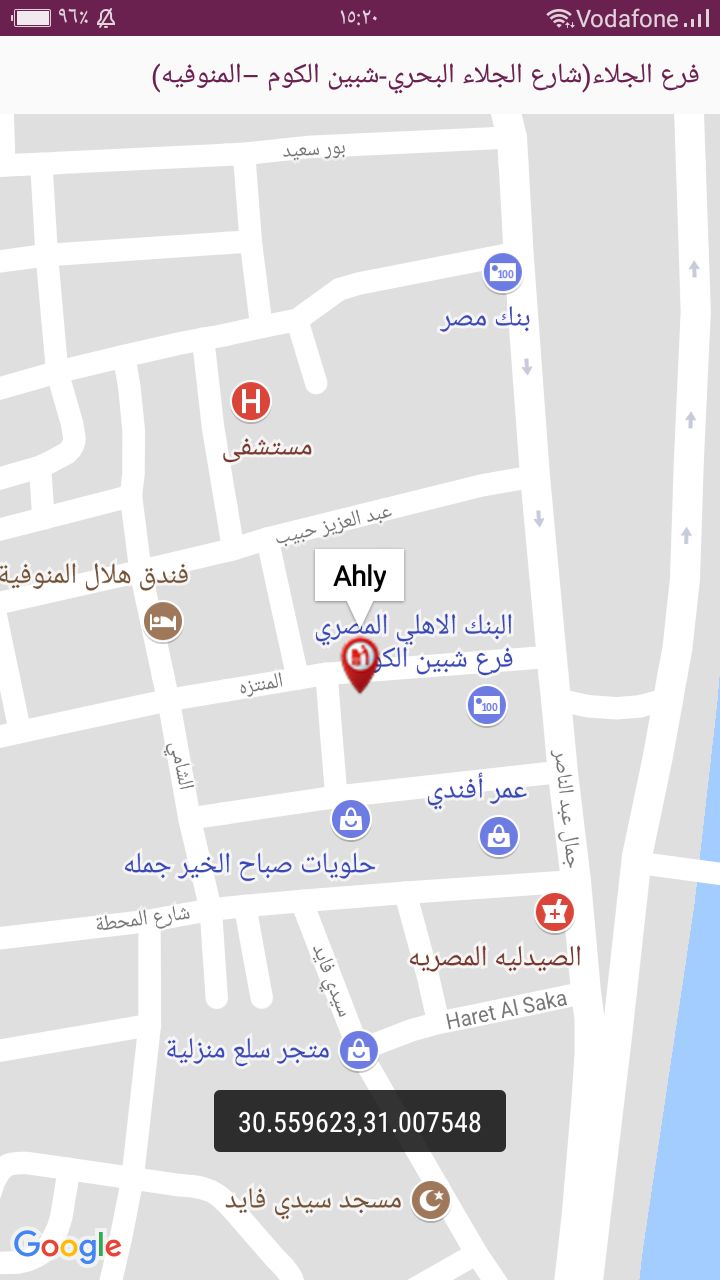 ٩٦٪
١٥:٢٠
Vodafone
فرع الجلاء(شارع الجلاء البحري-شبين الكوم –المنوفيه)
بور سعيد
100
بنك مصر
H
مستشفى
عبد العزيز حبيب
فندق هلال المنوفية
Ahly
البنك الاهلي المصري
فرع شبين الكو
المنتزه
100
الشامي
جمال عبد الناصر
عمر أفندي
حلويات صباح الخير جمله
شارع المحطة
الصيدليه المصريه
سيدي فايد
Haret Al Saka
متجر سلع منزلية
30.559623,31.007548
مسجد سيدي فايد
Google